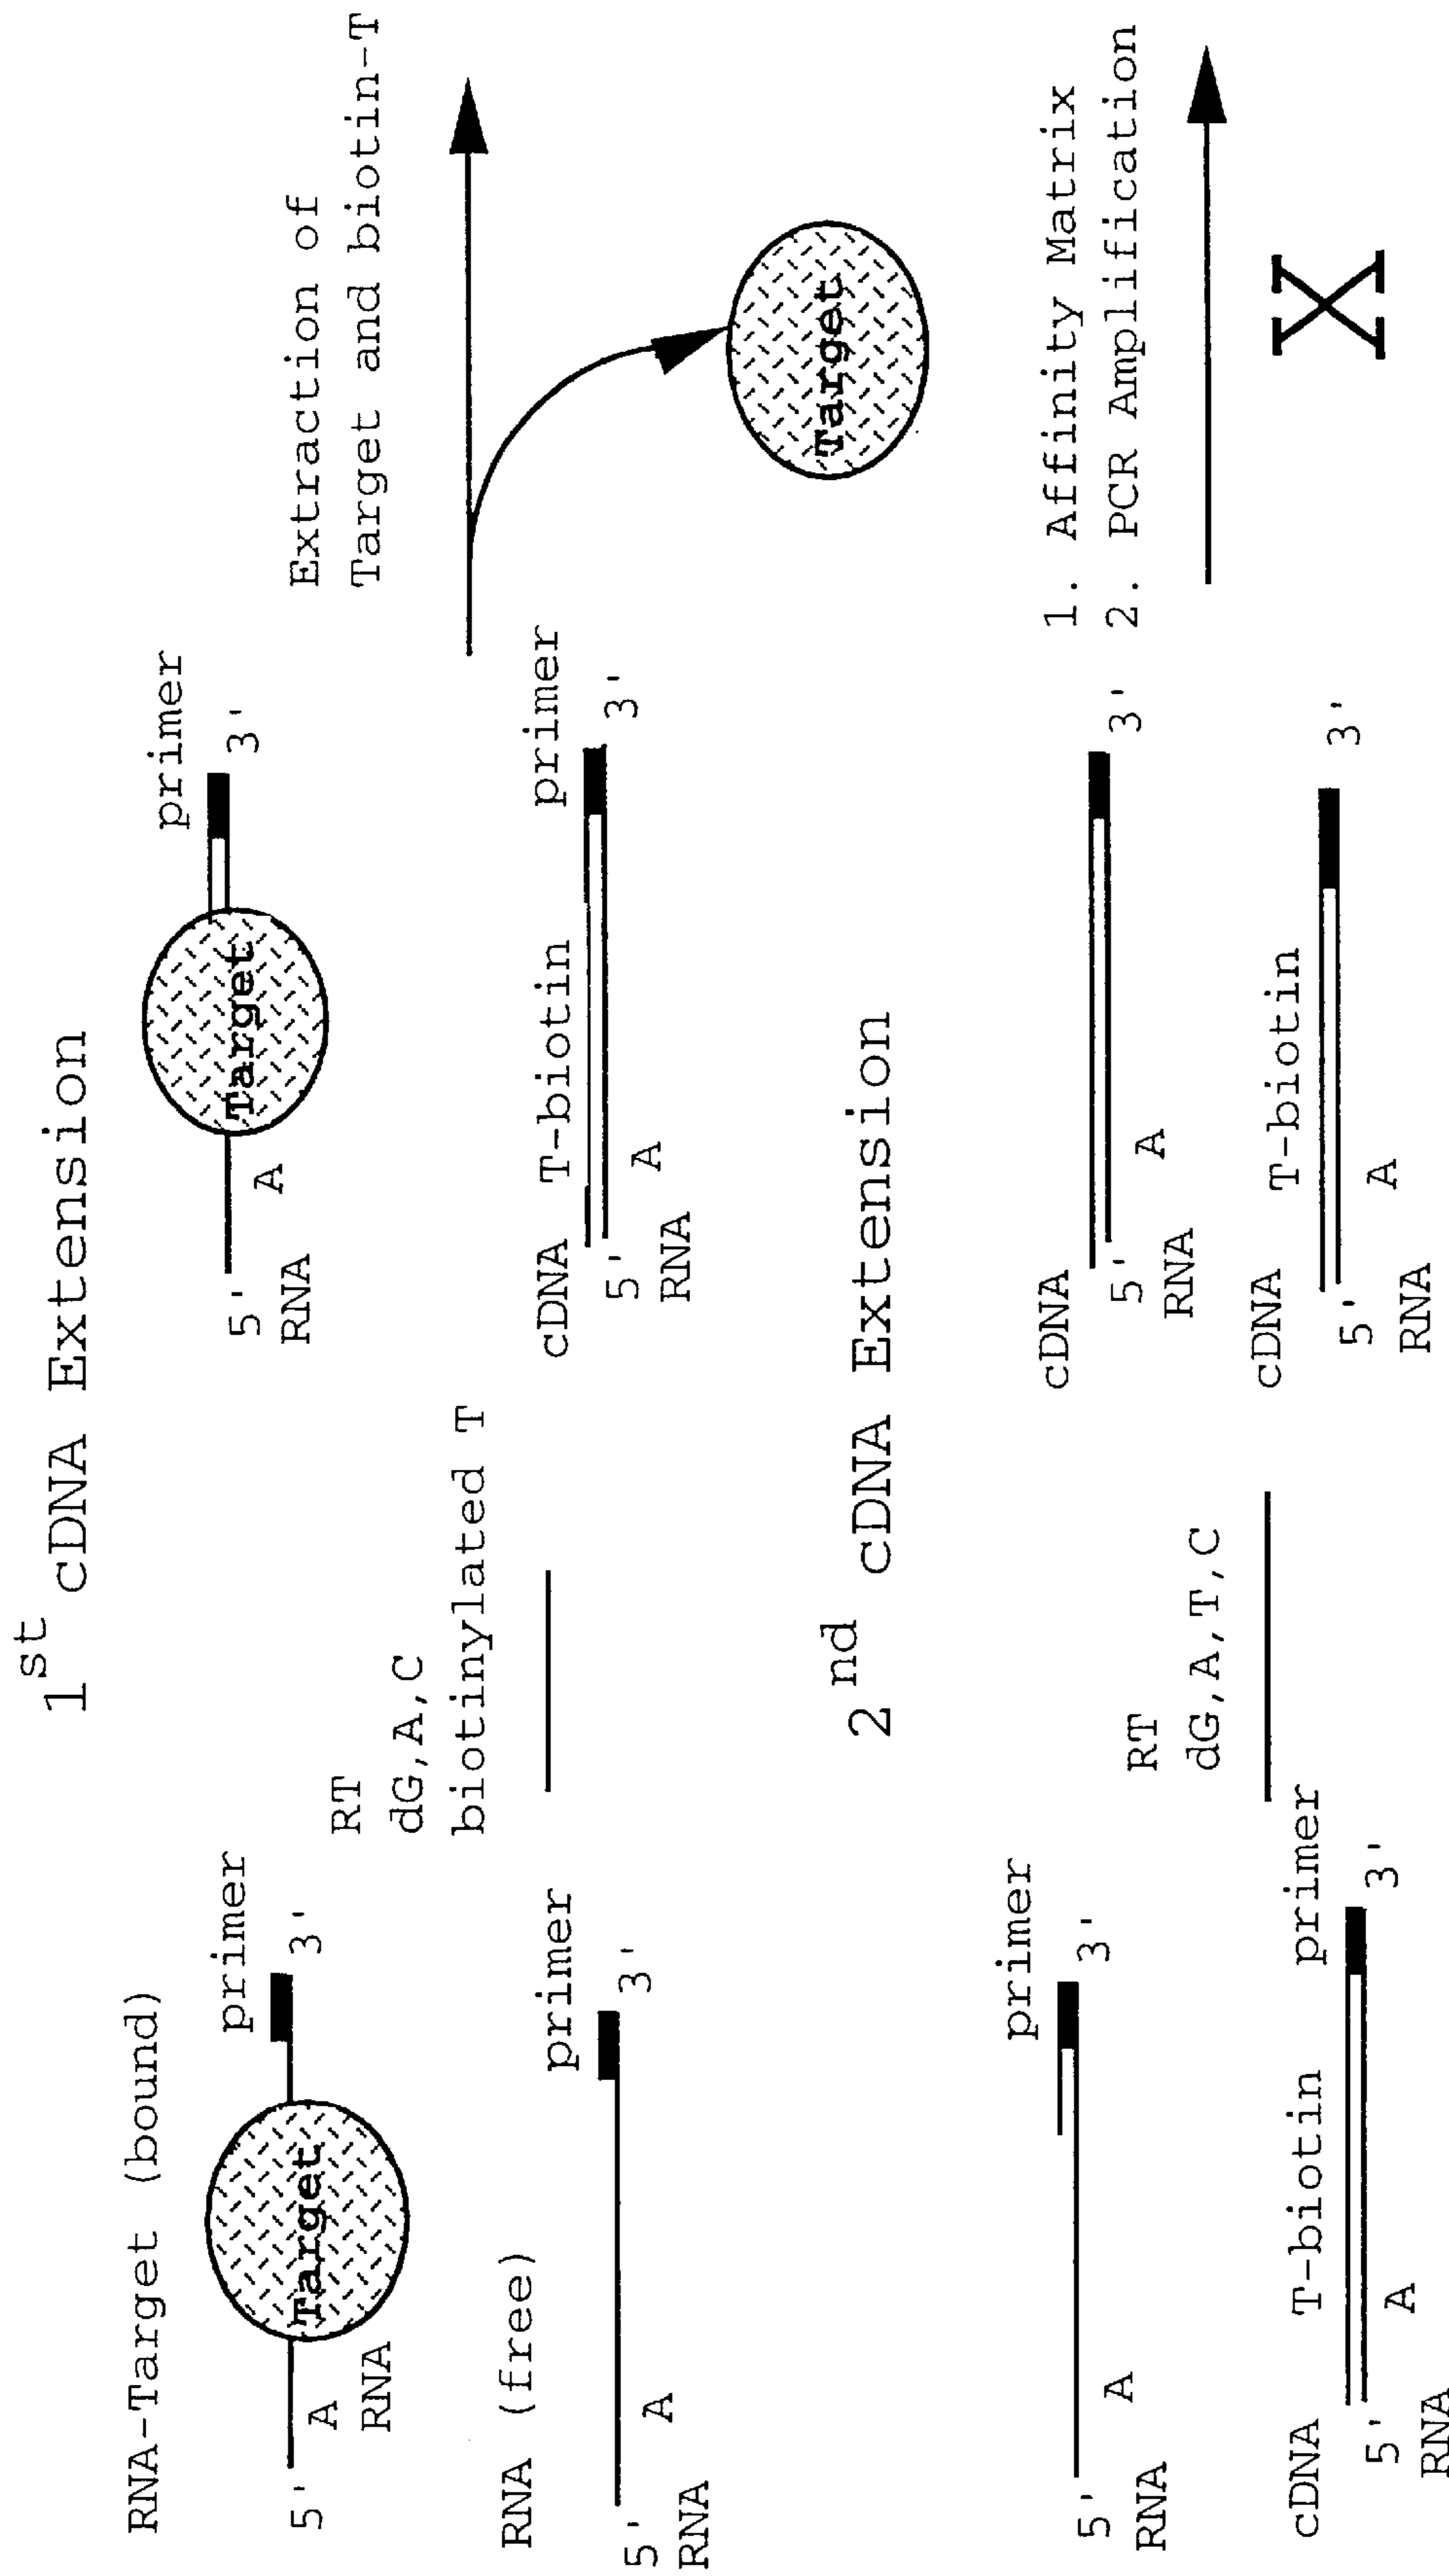 1st cDNA Extension
RNA-Target (bound)
primer
Target
5'
3'
A
RNA
RNA (free)
primer
5'
3'
A
RNA
RT
dG,A,C
biotinylated T
primer
Target
5'
3'
A
RNA
cDNA T-biotin primer
5'
3'
A
RNA
Extraction of
Target and biotin-T
Target
2nd cDNA Extension
primer
5'
3'
A
RNA
cDNA T-biotin primer
5'
3'
A
RNA
RT
dG,A,T,C
cDNA
5'
3'
A
RNA
cDNA T-biotin
5'
3'
A
RNA
1. Affinity Matrix
2. PCR Amplification
X